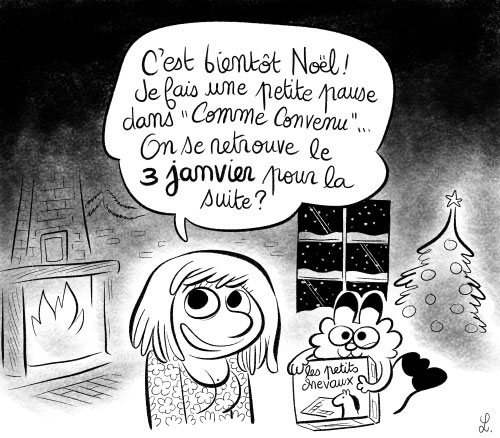 C'est bientôt Noël!
Je fais une petite pause
dans "Comme Convenu"...
On se retrouve le
3 janvier pour la
suite?
les petits
chevaux
L.